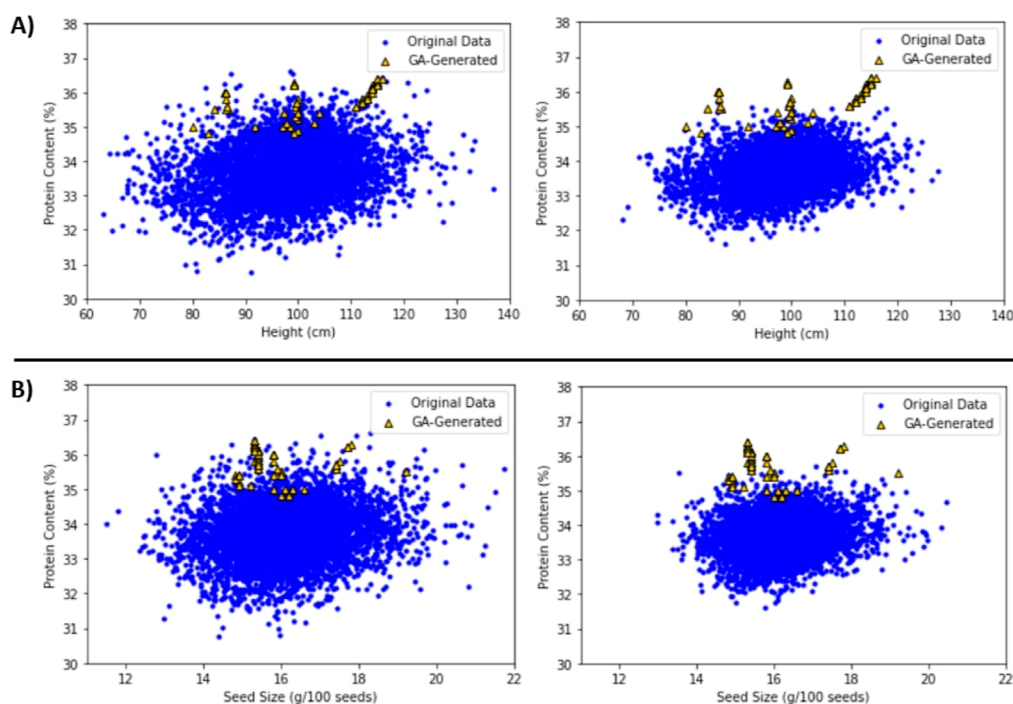 A)
38
37
36
35
34
33
32
31
30
Protein Content (%)
60 70 80 90 100 110 120 130 140
Height (cm)
Original Data
GA-Generated
38
37
36
35
34
33
32
31
30
Protein Content (%)
60 70 80 90 100 110 120 130 140
Height (cm)
Original Data
GA-Generated
B)
38
37
36
35
34
33
32
31
30
Protein Content (%)
12 14 16 18 20 22
Seed Size (g/100 seeds)
Original Data
GA-Generated
38
37
36
35
34
33
32
31
30
Protein Content (%)
12 14 16 18 20 22
Seed Size (g/100 seeds)
Original Data
GA-Generated